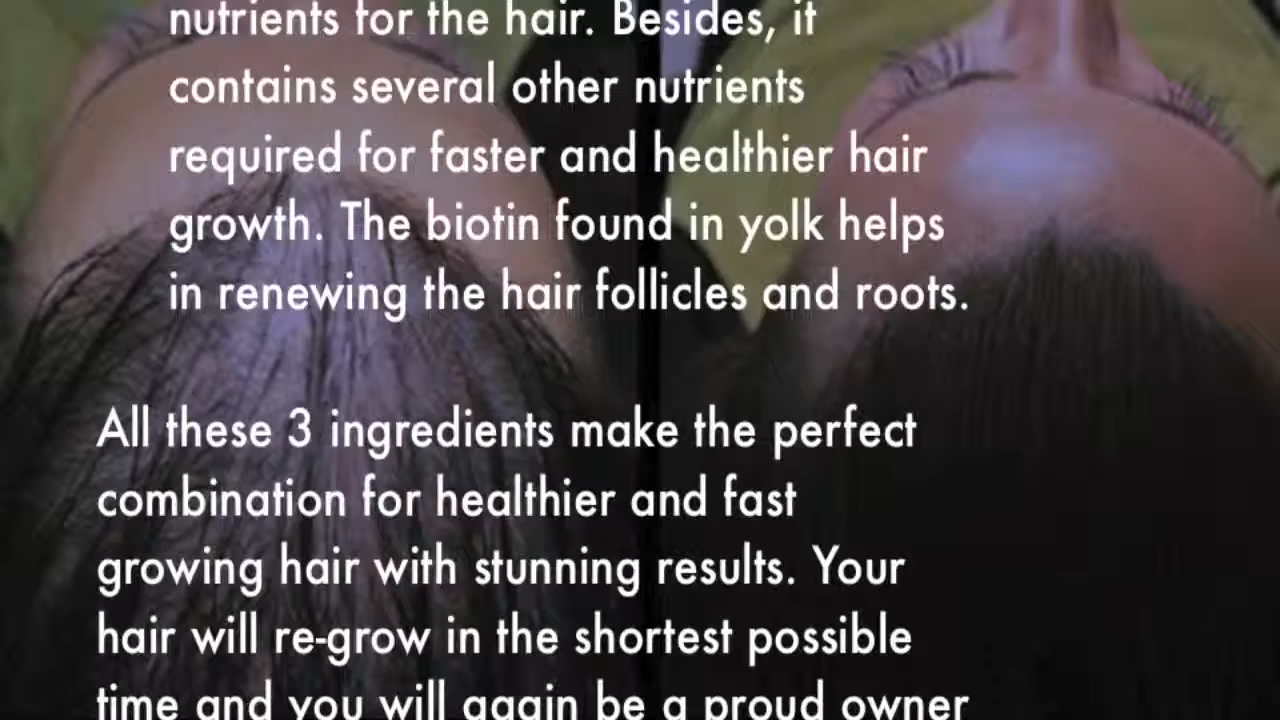 nutrients for the hair. Besides, it
contains several other nutrients
required for faster and healthier hair
growth. The biotin found in yolk helps
in renewing the hair follicles and roots.
All these 3 ingredients make the perfect
combination for healthier and fast
growing hair with stunning results. Your
hair will re-grow in the shortest possible
time and you will again be a proud owner